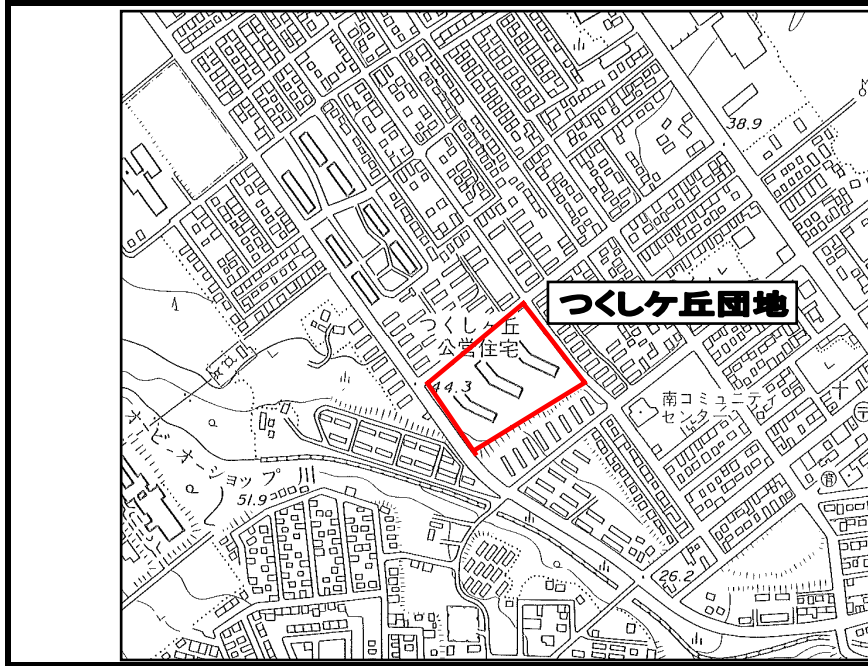 38.9
つくしケ丘団地
つくしケ丘
公営住宅
44.3
南コミュニティ
センター
オービーオーショップ川
51.9
26.2